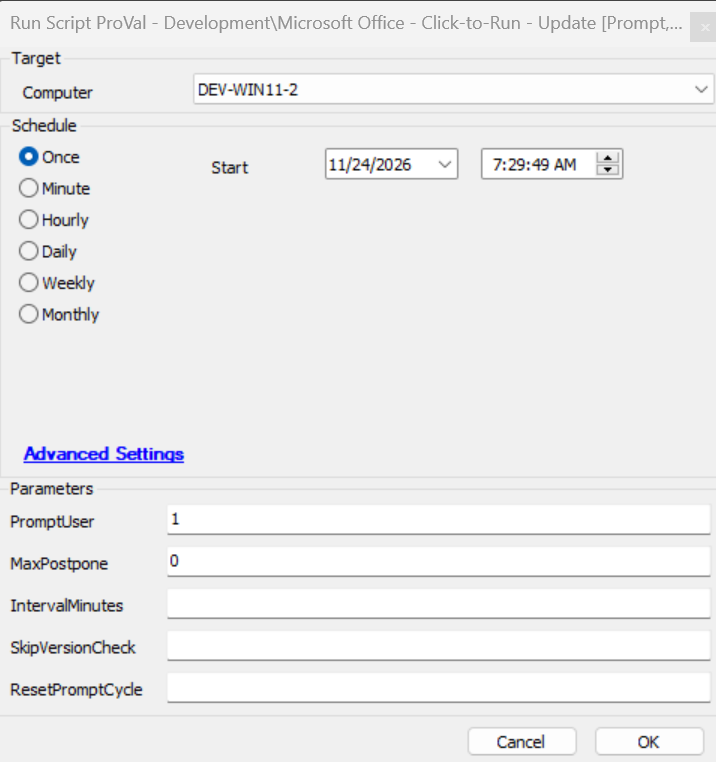 Run Script ProVal - Development\Microsoft Office - Click-to-Run - Update [Prompt,...
Target
Computer DEV-WIN11-2
Schedule
Once Start 11/24/2026 7:29:49 AM
Minute
Hourly
Daily
Weekly
Monthly
Advanced Settings
Parameters
PromptUser 1
MaxPostpone 0
IntervalMinutes
SkipVersionCheck
ResetPromptCycle
Cancel OK